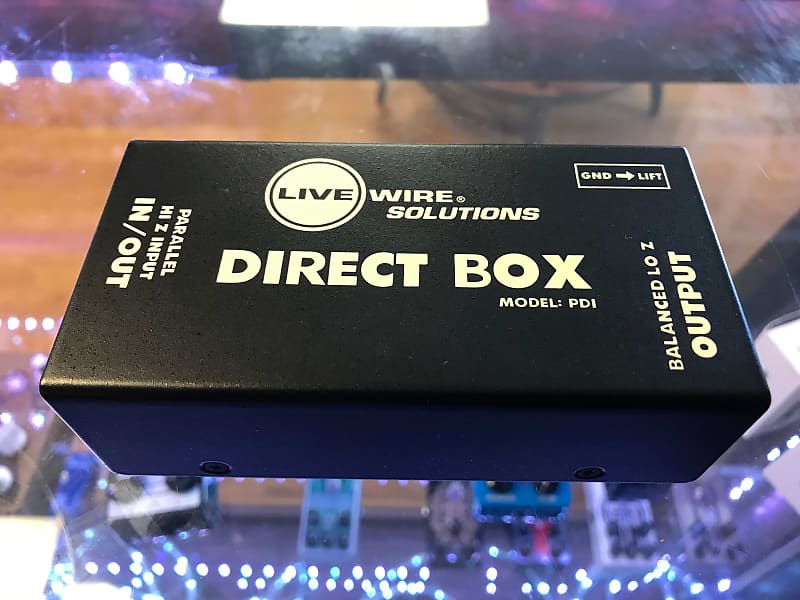 LIVE WIRE®
SOLUTIONS
GND → LIFT
PARALLEL
HI Z INPUT
IN/OUT
DIRECT BOX
MODEL: PDI
BALANCED LO Z
OUTPUT